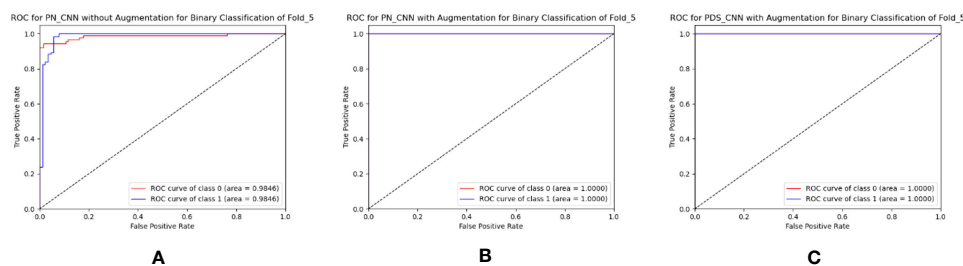 ROC for PN_CNN without Augmentation for Binary Classification of Fold_5
1.0
0.8
0.6
0.4
0.2
0.0
True Positive Rate
ROC curve of class 0 (area = 0.9846)
ROC curve of class 1 (area = 0.9846)
0.0 0.2 0.4 0.6 0.8 1.0
False Positive Rate
A
ROC for PN_CNN with Augmentation for Binary Classification of Fold_5
1.0
0.8
0.6
0.4
0.2
0.0
True Positive Rate
ROC curve of class 0 (area = 1.0000)
ROC curve of class 1 (area = 1.0000)
0.0 0.2 0.4 0.6 0.8 1.0
False Positive Rate
B
ROC for PDS_CNN with Augmentation for Binary Classification of Fold_5
1.0
0.8
0.6
0.4
0.2
0.0
True Positive Rate
ROC curve of class 0 (area = 1.0000)
ROC curve of class 1 (area = 1.0000)
0.0 0.2 0.4 0.6 0.8 1.0
False Positive Rate
C